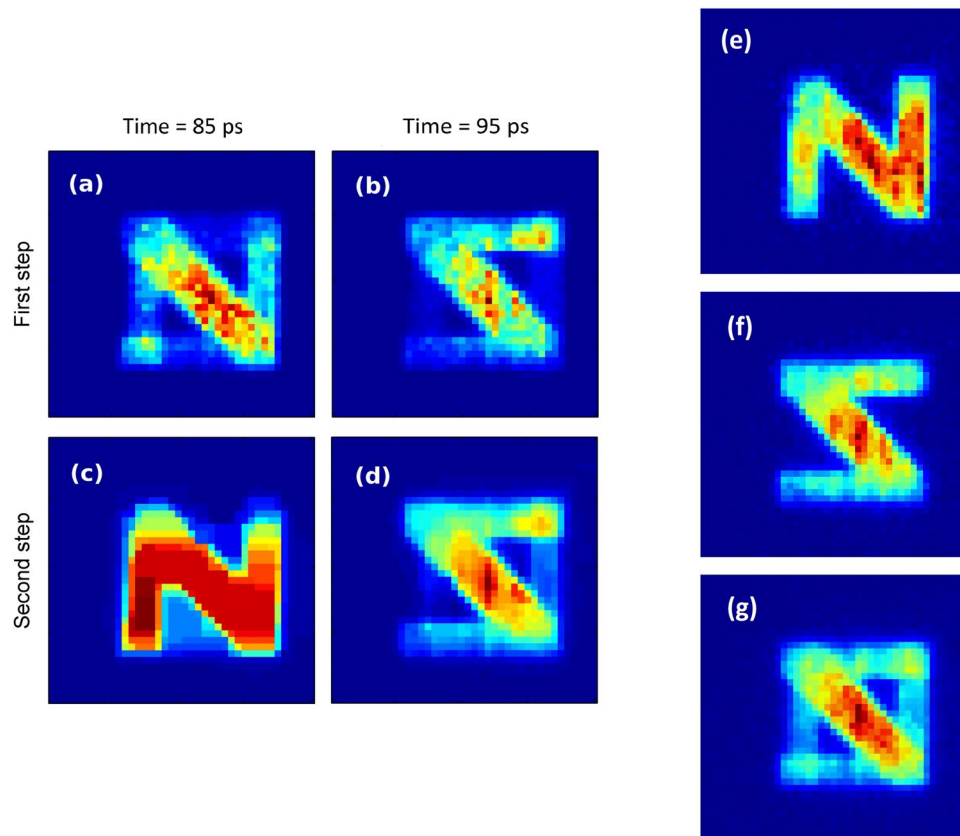 Time = 85 ps
Time = 95 ps
First step
(a)
(b)
Second step
(c)
(d)
(e)
(f)
(g)